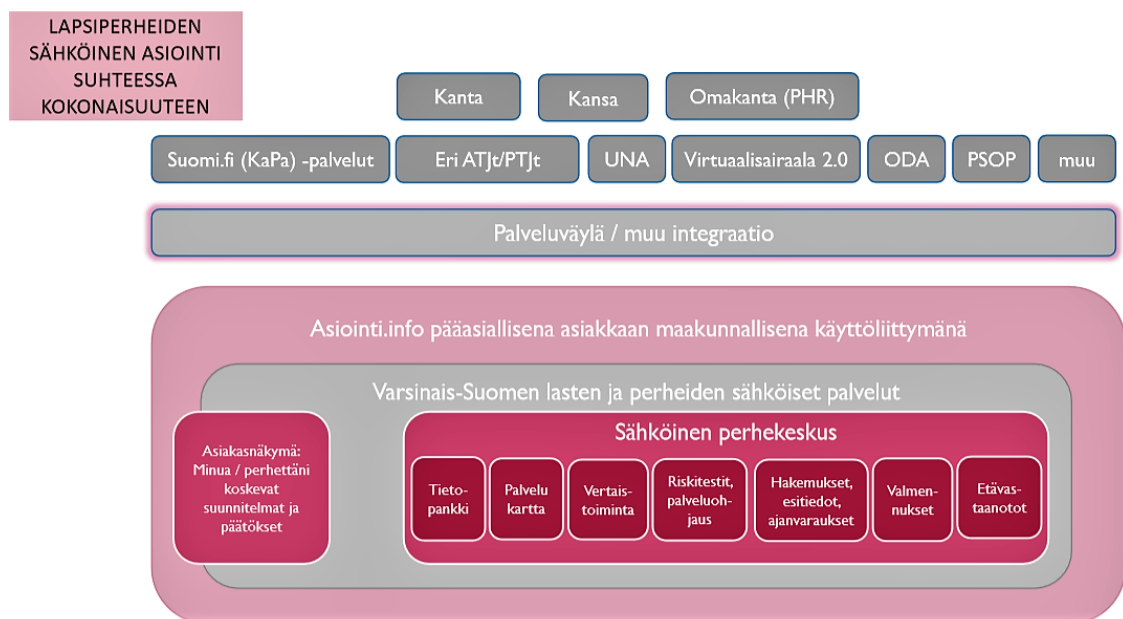 LAPSIPERHEIDEN
SÄHKÖINEN ASIOINTI
SUHTEESSA
KOKONAISUUTEEN
Kanta
Kansa
Omakanta (PHR)
Suomi.fi (KaPa) -palvelut
Eri ATJt/PTJt
UNA
Virtuaalisairaala 2.0
ODA
PSOP
muu
Palveluväylä / muu integraatio
Asiointi.info pääasiallisena asiakkaan maakunnallisena käyttöliittymänä
Varsinais-Suomen lasten ja perheiden sähköiset palvelut
Asiakasnäkymä:
Minua / perhettäni
koskevat
suunnitelmat ja
päätökset
Sähköinen perhekeskus
Tieto-
pankki
Palvelu
kartta
Vertais-
toiminta
Riskitestit,
palveluoh-
jaus
Hakemukset,
esitiedot,
ajanvaraukset
Valmen-
nukset
Etävas-
taanotot